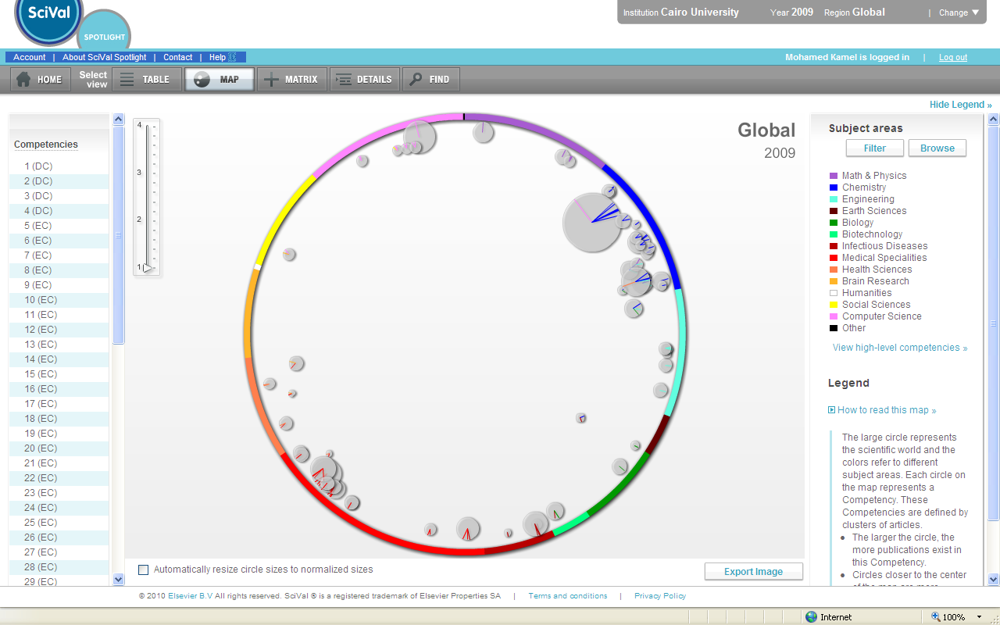 SciVal
SPOTLIGHT
Institution Cairo University Year 2009 Region Global | Change
Account | About SciVal Spotlight | Contact | Help
Mohamed Kamel is logged in | Log out
HOME
Select view
TABLE
MAP
MATRIX
DETAILS
FIND
Hide Legend »
Competencies
1 (DC)
2 (DC)
3 (DC)
4 (DC)
5 (EC)
6 (EC)
7 (EC)
8 (EC)
9 (EC)
10 (EC)
11 (EC)
12 (EC)
13 (EC)
14 (EC)
15 (EC)
16 (EC)
17 (EC)
18 (EC)
19 (EC)
20 (EC)
21 (EC)
22 (EC)
23 (EC)
24 (EC)
25 (EC)
26 (EC)
27 (EC)
28 (EC)
29 (EC)
4
3
2
1
Global
2009
Subject areas
Filter
Browse
Math & Physics
Chemistry
Engineering
Earth Sciences
Biology
Biotechnology
Infectious Diseases
Medical Specialities
Health Sciences
Brain Research
Humanities
Social Sciences
Computer Science
Other
View high-level competencies »
Legend
How to read this map »
The large circle represents
the scientific world and the
colors refer to different
subject areas. Each circle on
the map represents a
Competency. These
Competencies are defined by
clusters of articles.
• The larger the circle, the
more publications exist in
this Competency.
• Circles closer to the center
of the map are more
Automatically resize circle sizes to normalized sizes
Export Image
© 2010 Elsevier B.V All rights reserved. SciVal ® is a registered trademark of Elsevier Properties SA | Terms and conditions | Privacy Policy
Internet
100%